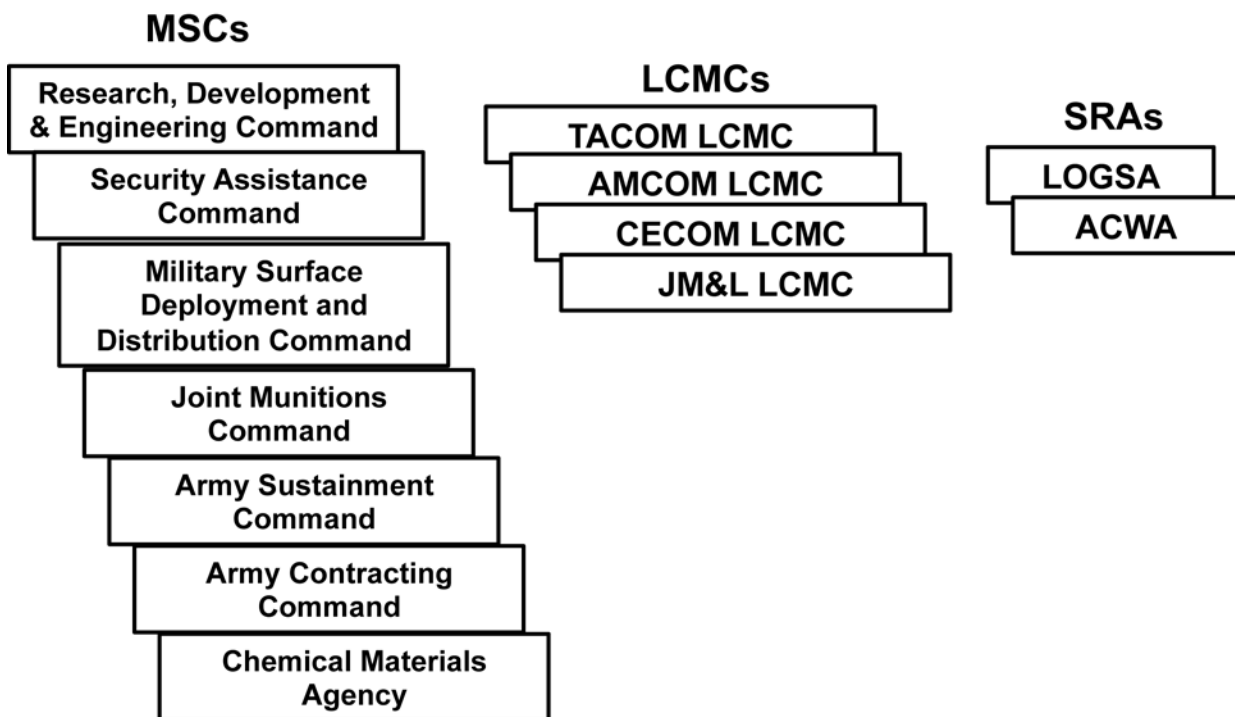 MSCs
Research, Development
& Engineering Command
Security Assistance
Command
Military Surface
Deployment and
Distribution Command
Joint Munitions
Command
Army Sustainment
Command
Army Contracting
Command
Chemical Materials
Agency
LCMCs
TACOM LCMC
AMCOM LCMC
CECOM LCMC
JM&L LCMC
SRAs
LOGSA
ACWA